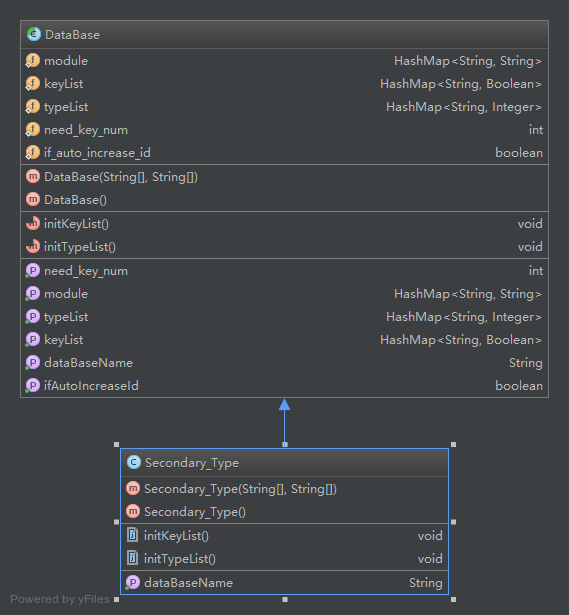 DataBase
module HashMap<String, String>
keyList HashMap<String, Boolean>
typeList HashMap<String, Integer>
need_key_num int
if_auto_increase_id boolean
DataBase(String[], String[])
DataBase()
initKeyList() void
initTypeList() void
need_key_num int
module HashMap<String, String>
typeList HashMap<String, Integer>
keyList HashMap<String, Boolean>
dataBaseName String
ifAutoIncreaseId boolean
Secondary_Type
Secondary_Type(String[], String[])
Secondary_Type()
initKeyList() void
initTypeList() void
dataBaseName String
Powered by yFiles